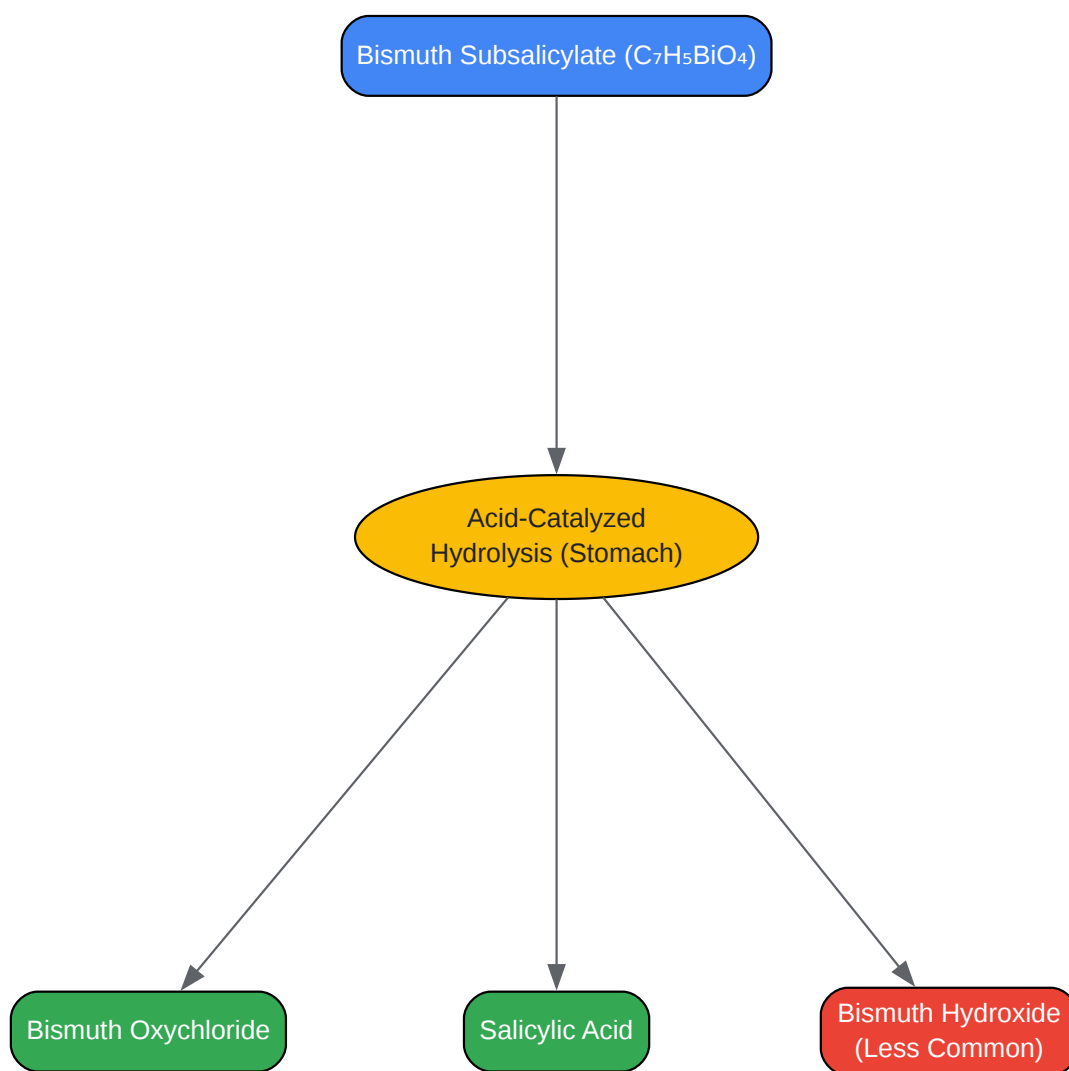 Bismuth Subsalicylate (C₇H₅BiO₄)
Acid-Catalyzed
Hydrolysis (Stomach)
Bismuth Oxychloride
Salicylic Acid
Bismuth Hydroxide
(Less Common)